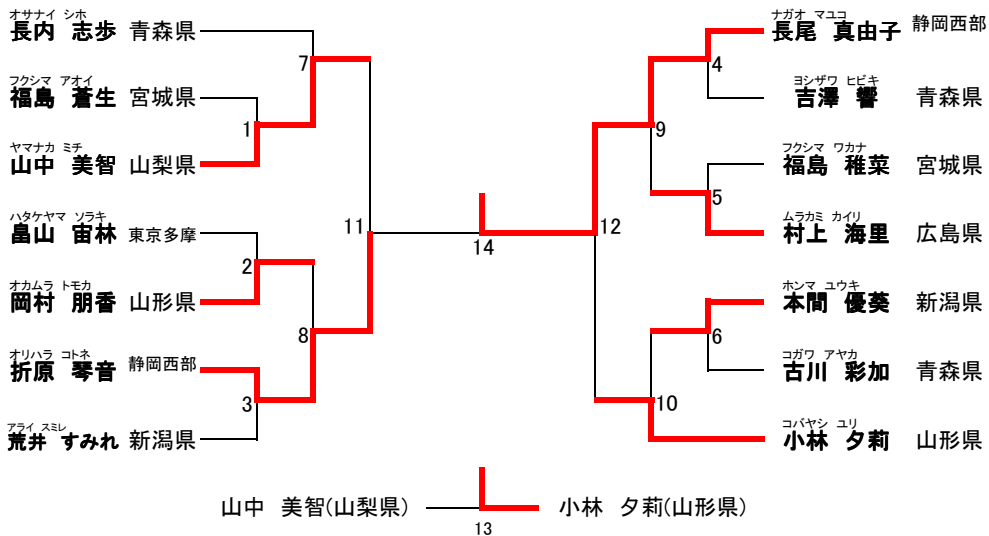 オサナイ シホ
長内 志歩 青森県
フクシマ アオイ
福島 蒼生 宮城県
ヤマナカ ミチ
山中 美智 山梨県
ハタケヤマ ソラキ
畠山 宙林 東京多摩
オカムラ トモカ
岡村 朋香 山形県
オリハラ コトネ
折原 琴音 静岡西部
アライ スミレ
荒井 すみれ 新潟県
7
1
2
8
3
11
14
12
ナガオ マユコ
長尾 真由子 静岡西部
ヨシザワ ヒビキ
吉澤 響 青森県
フクシマ ワカナ
福島 稚菜 宮城県
ムラカミ カイリ
村上 海里 広島県
ホンマ ユウキ
本間 優葵 新潟県
コガワ アヤカ
古川 彩加 青森県
コバヤシ ユリ
小林 夕莉 山形県
4
9
5
6
10
山中 美智(山梨県)
小林 夕莉(山形県)
13